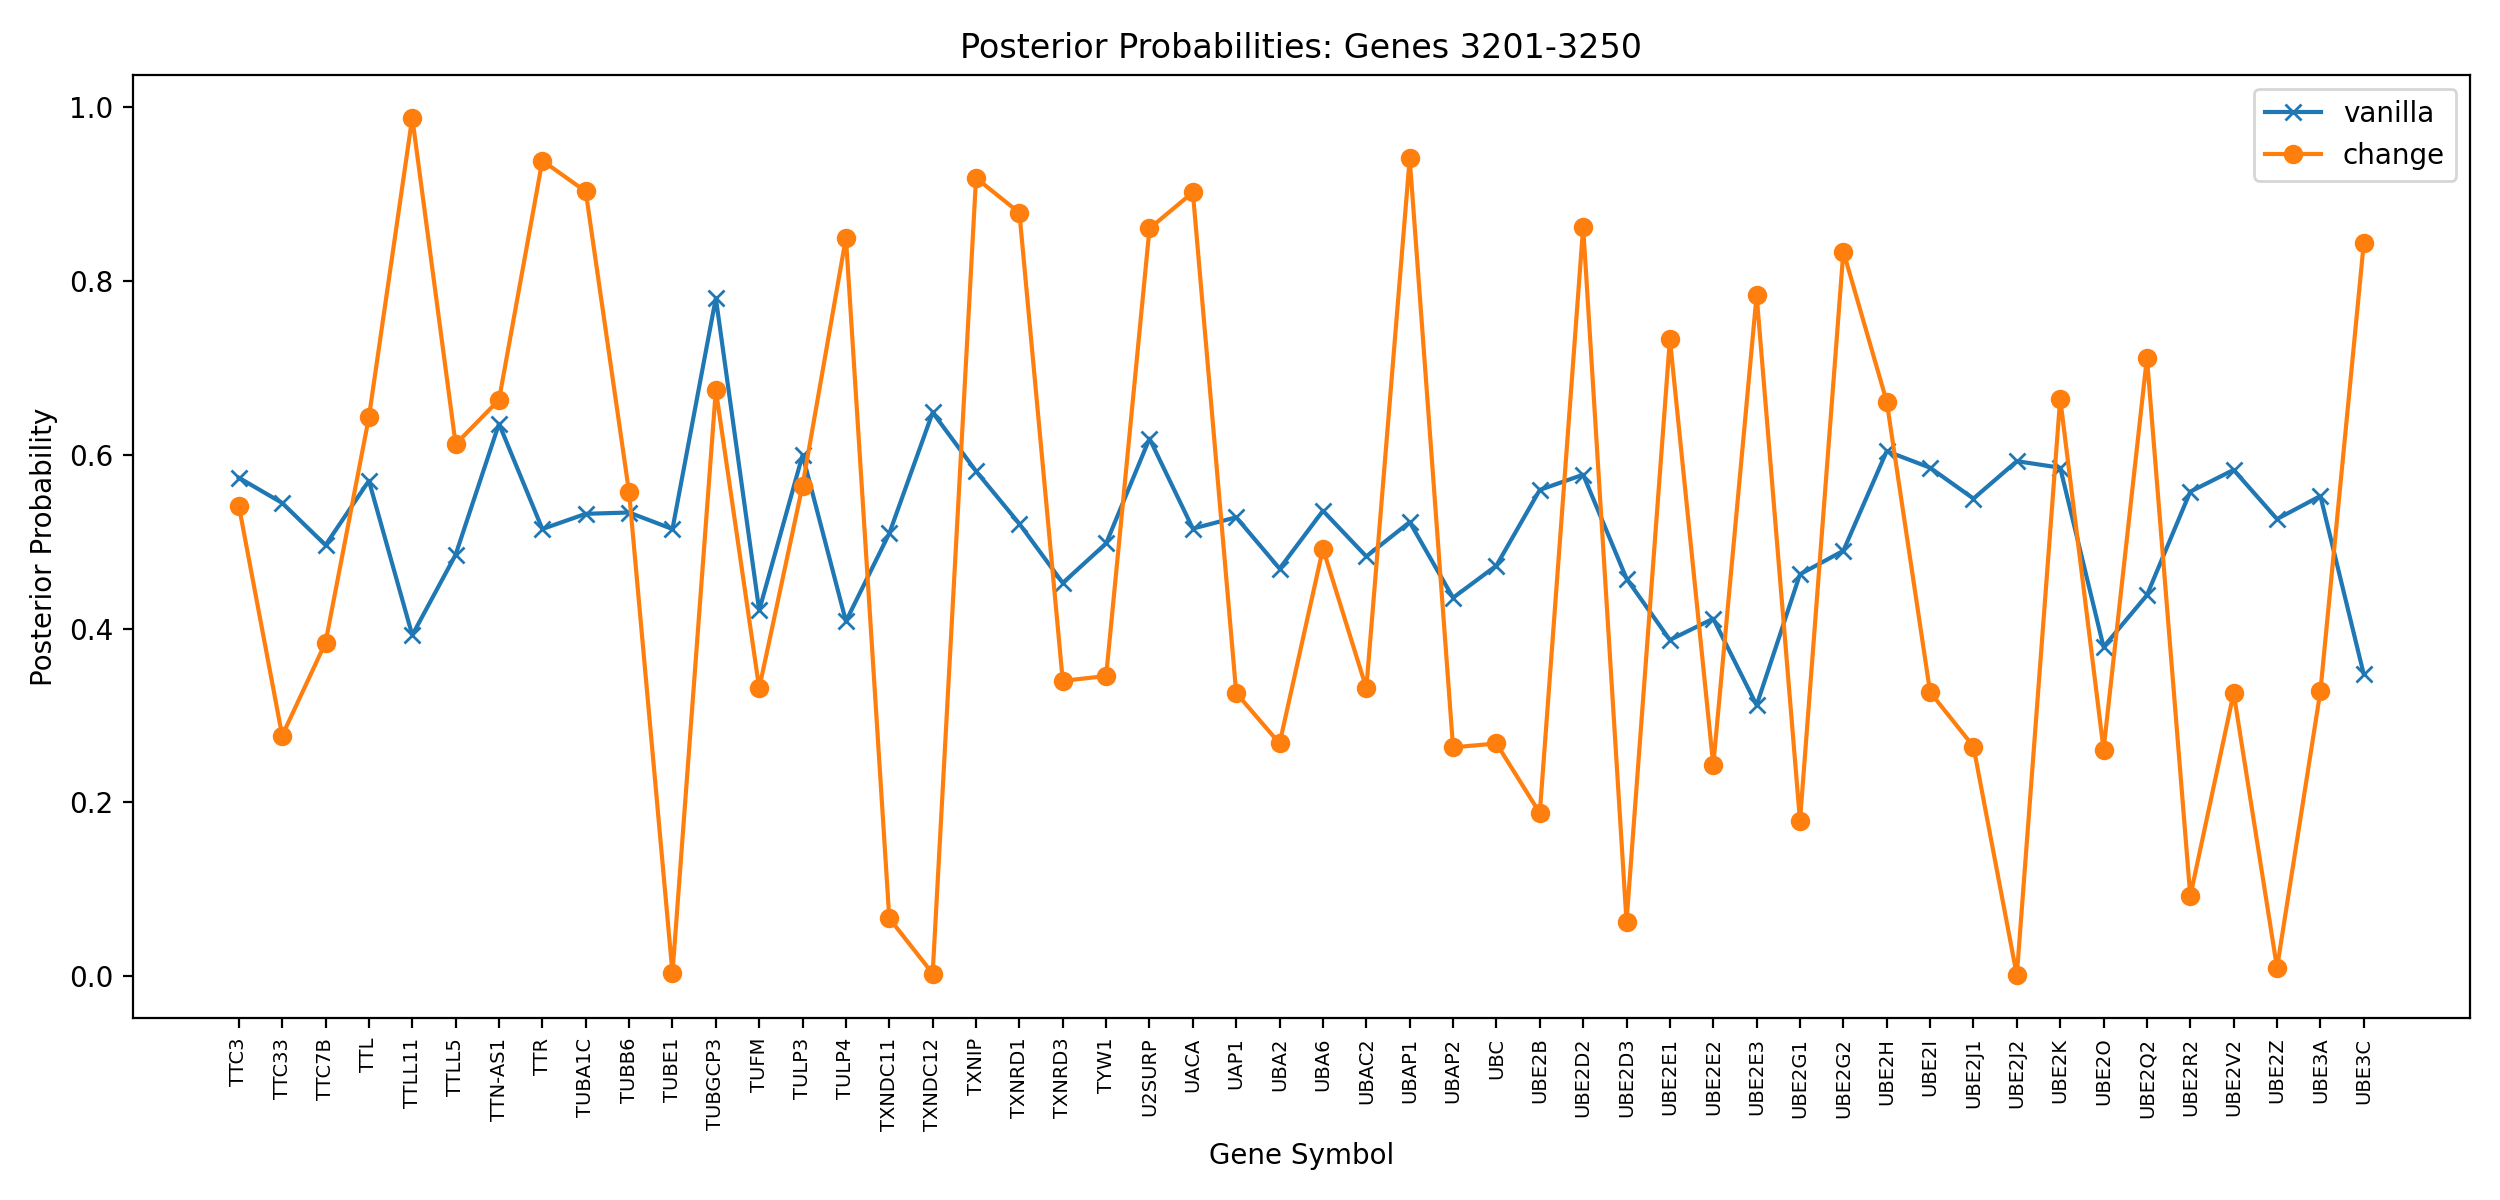 Posterior Probabilities: Genes 3201-3250
vanilla
change
Posterior Probability
1.0
0.8
0.6
0.4
0.2
0.0
TTC3
TTC33
TTC7B
TTL
TTLL11
TTLL5
TTN-AS1
TTR
TUBA1C
TUBB6
TUBE1
TUBGCP3
TUFM
TULP3
TULP4
TXNDC11
TXNDC12
TXNIP
TXNRD1
TXNRD3
TYW1
U2SURP
UACA
UAP1
UBA2
UBA6
UBAC2
UBAP1
UBAP2
UBC
UBE2B
UBE2D2
UBE2D3
UBE2E1
UBE2E2
UBE2E3
UBE2G1
UBE2G2
UBE2H
UBE2I
UBE2J1
UBE2J2
UBE2K
UBE2O
UBE2Q2
UBE2R2
UBE2V2
UBE2Z
UBE3A
UBE3C
Gene Symbol